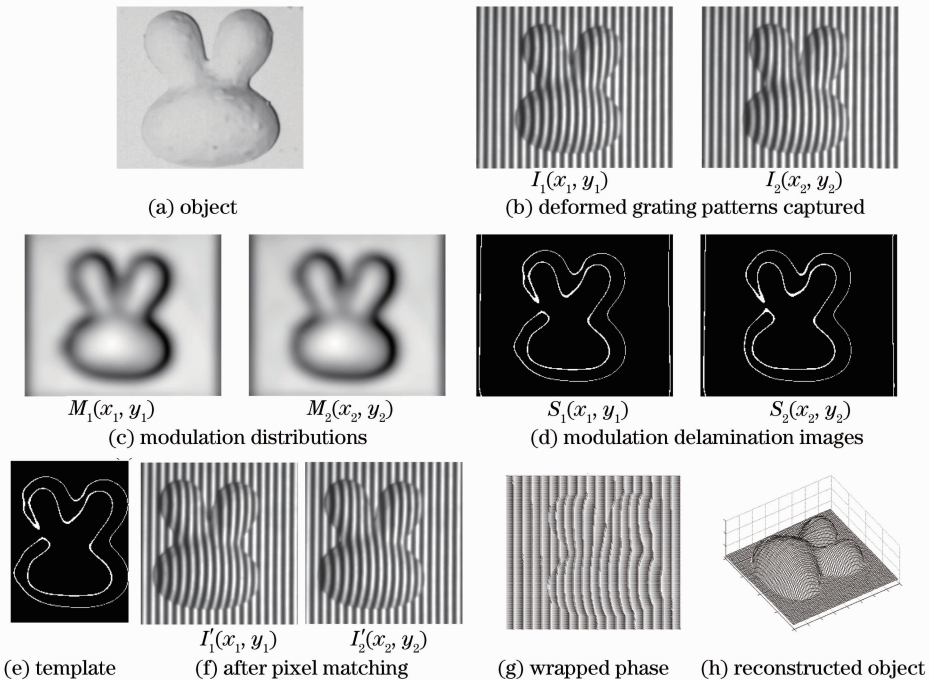 I₁(x₁, y₁)
I₂(x₂, y₂)
(a) object
(b) deformed grating patterns captured
M₁(x₁, y₁)
M₂(x₂, y₂)
S₁(x₁, y₁)
S₂(x₂, y₂)
(c) modulation distributions
(d) modulation delamination images
I′₁(x₁, y₁)
I′₂(x₂, y₂)
(e) template
(f) after pixel matching
(g) wrapped phase
(h) reconstructed object